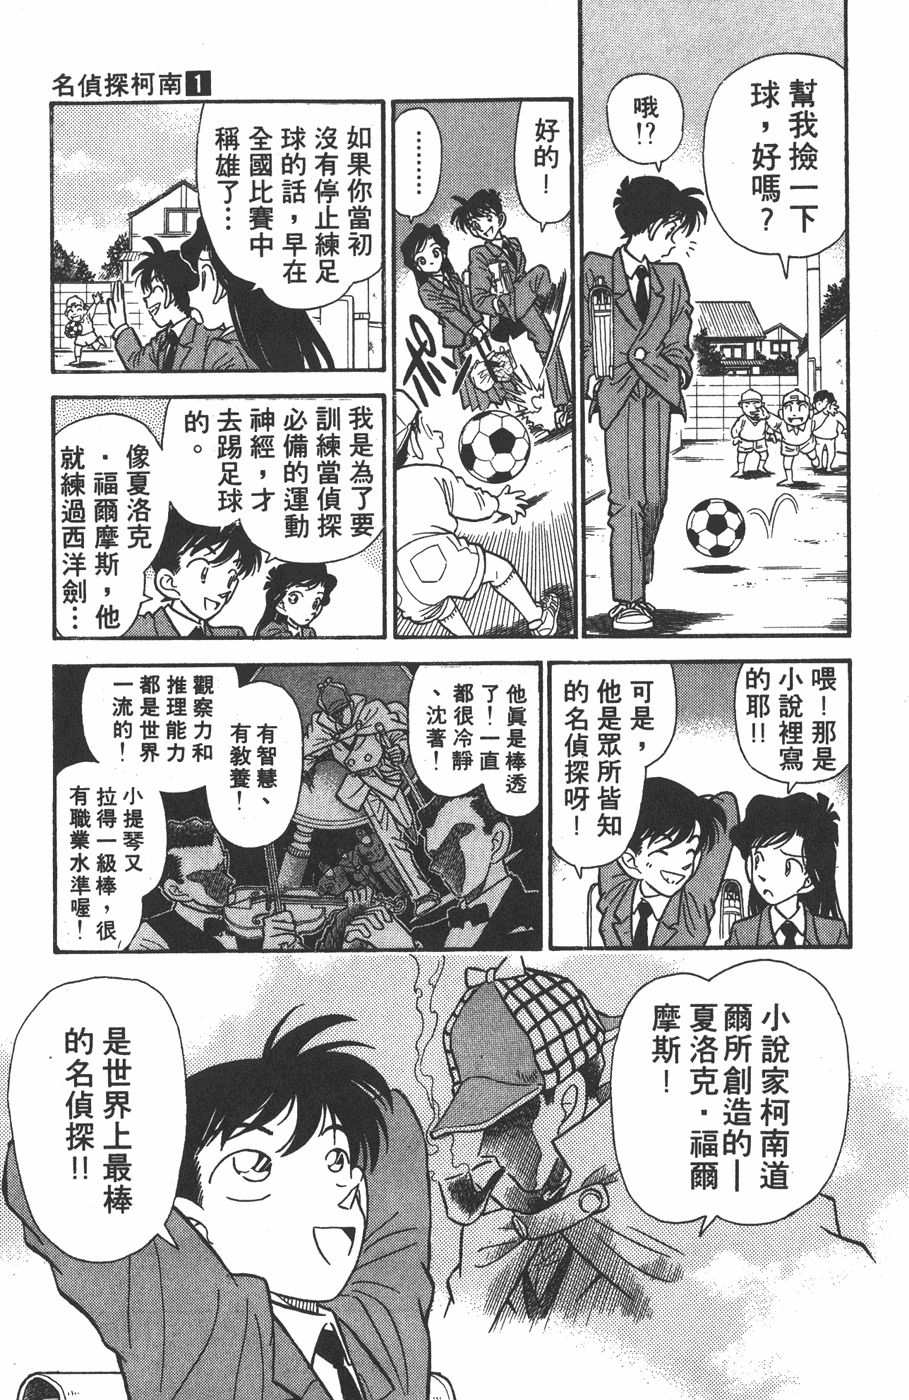 名偵探柯南1
幫我撿一下
球，好嗎？
哦!?
好的！
………
ポ
如果你當初
沒有停止練足
球的話，早在
全國比賽中
稱雄了…
我是為了要
訓練當偵探
必備的運動
神經，才
去踢足球
的。
像夏洛克
・福爾摩斯，他
就練過西洋劍…
喂！那是
小說裡寫
的耶!!
可是，
他是眾所皆知
的名偵探呀！
他真是棒透
了！一直
都很冷靜
、沈著！
有智慧、
有教養！
觀察力和
推理能力
都是世界
一流的！
小提琴又
拉得一級棒，很
有職業水準喔！
小說家柯南道
爾所創造的—
夏洛克・福爾
摩斯！
是世界上最棒
的名偵探!!